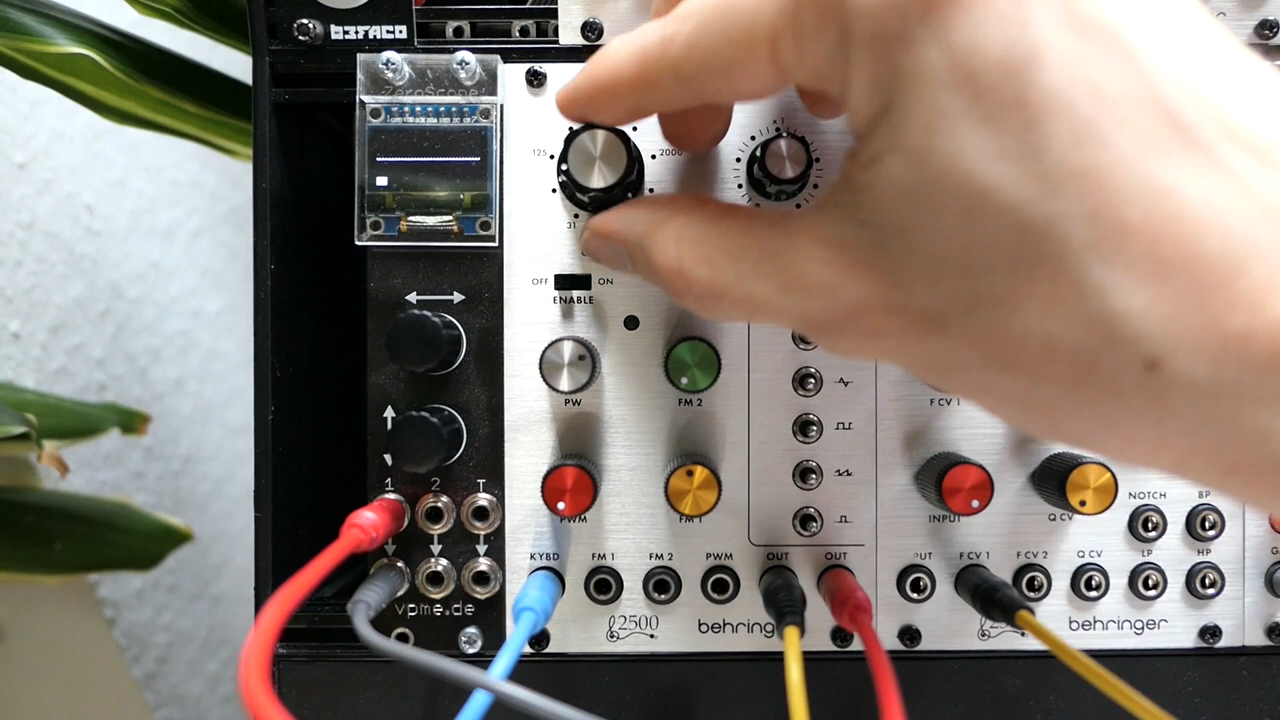 b3FACO
ZeroScope
125
2000
31
OFF
ON
ENABLE
PW
FM 2
F CV 1
1
2
T
PWM
FM 1
INPUT
Q CV
NOTCH
BP
KYBD
FM 1
FM 2
PWM
OUT
OUT
F CV 1
F CV 2
Q CV
LP
HP
vpme.de
2500
behringer